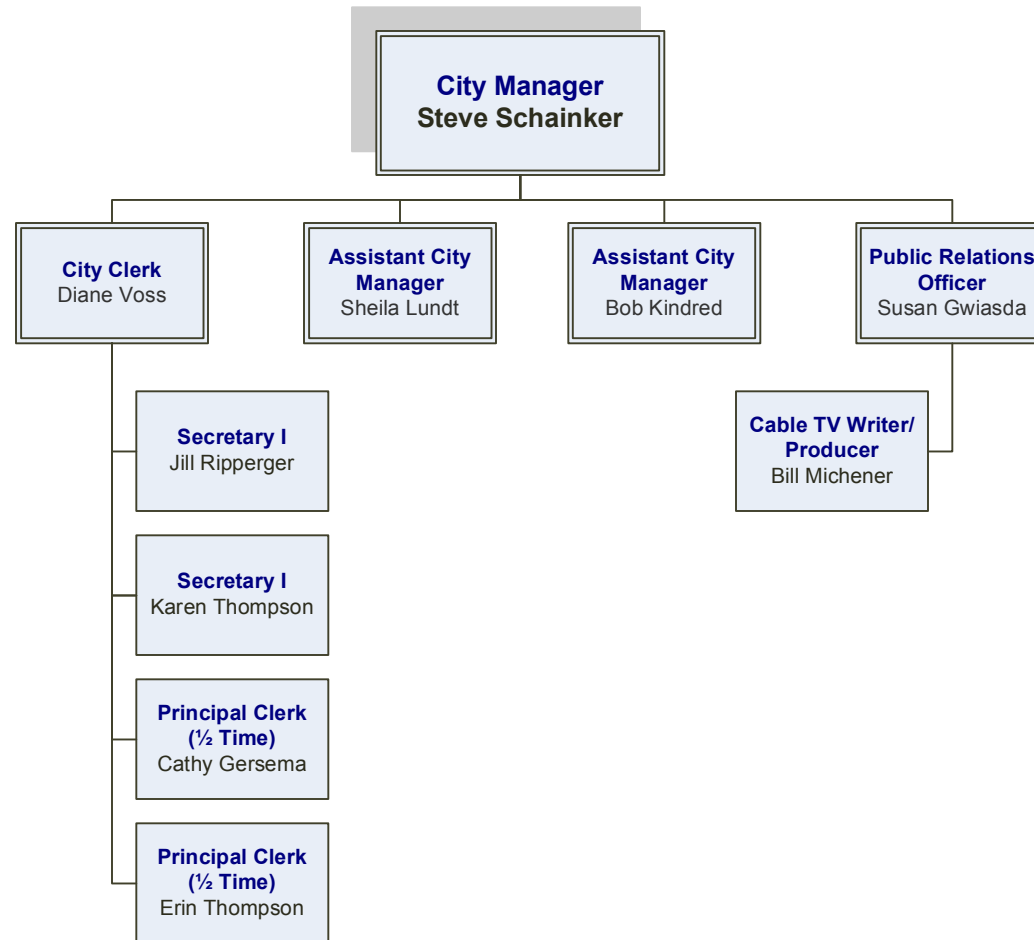 City Manager
Steve Schainker
City Clerk
Diane Voss
Assistant City
Manager
Sheila Lundt
Assistant City
Manager
Bob Kindred
Public Relations
Officer
Susan Gwiasda
Secretary I
Jill Ripperger
Cable TV Writer/
Producer
Bill Michener
Secretary I
Karen Thompson
Principal Clerk
(½ Time)
Cathy Gersema
Principal Clerk
(½ Time)
Erin Thompson